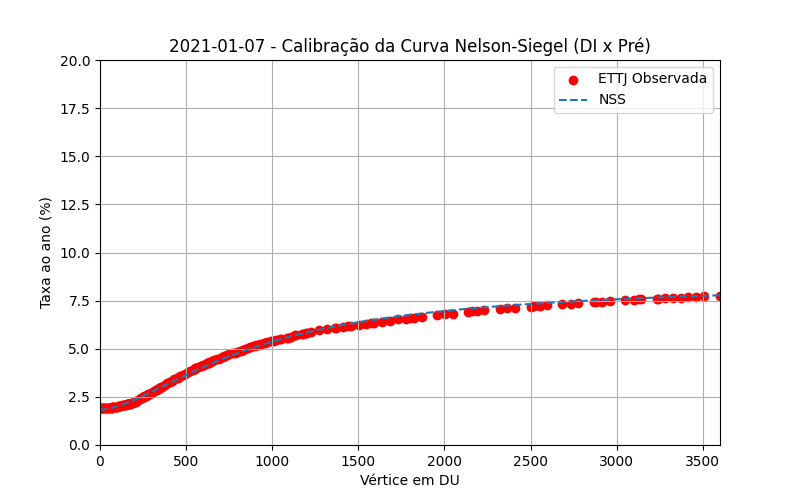 2021-01-07 - Calibração da Curva Nelson-Siegel (DI x Pré)
20.0
17.5
15.0
12.5
10.0
7.5
5.0
2.5
0.0
Taxa ao ano (%)
ETTJ Observada
NSS
0 500 1000 1500 2000 2500 3000 3500
Vértice em DU